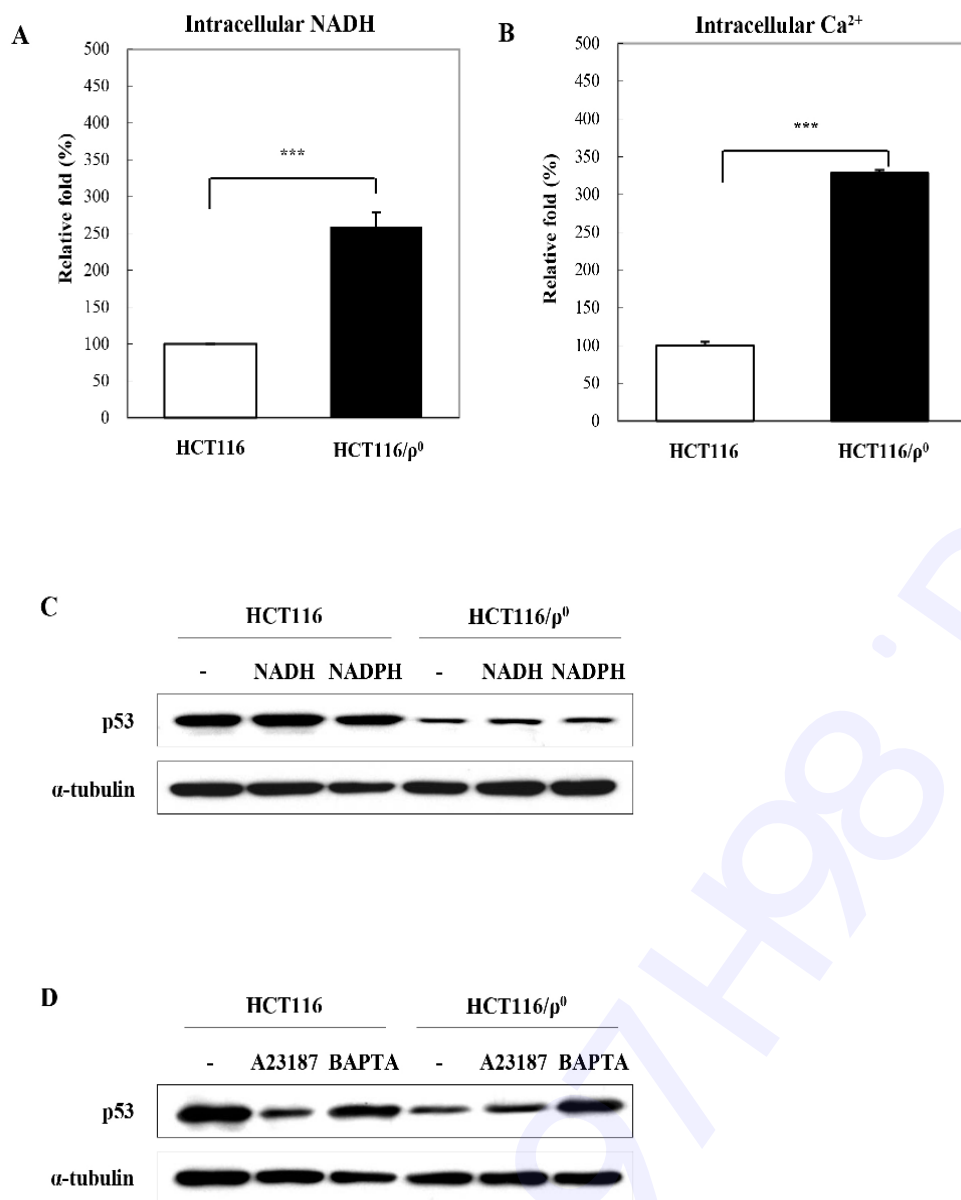 A
Intracellular NADH
Relative fold (%)
500
450
400
350
300
250
200
150
100
50
0
***
HCT116
HCT116/ρ⁰
B
Intracellular Ca²⁺
Relative fold (%)
500
450
400
350
300
250
200
150
100
50
0
***
HCT116
HCT116/ρ⁰
C
HCT116 HCT116/ρ⁰
- NADH NADPH - NADH NADPH
p53
α-tubulin
D
HCT116 HCT116/ρ⁰
- A23187 BAPTA - A23187 BAPTA
p53
α-tubulin